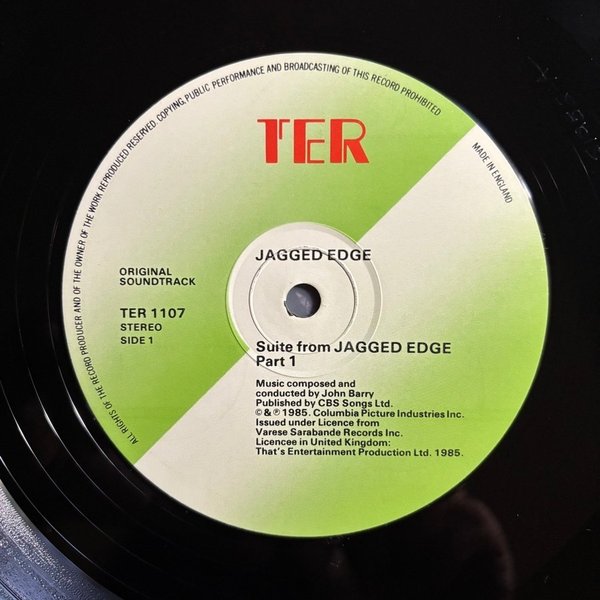 ALL RIGHTS OF THE RECORD PRODUCER AND OF THE OWNER OF THE WORK REPRODUCED RESERVED. COPYING, PUBLIC PERFORMANCE AND BROADCASTING OF THIS RECORD PROHIBITED
MADE IN ENGLAND
TER
JAGGED EDGE
ORIGINAL
SOUNDTRACK
TER 1107
STEREO
SIDE 1
Suite from JAGGED EDGE
Part 1
Music composed and
conducted by John Barry
Published by CBS Songs Ltd.
© & ℗ 1985. Columbia Picture Industries Inc.
Issued under Licence from
Varese Sarabande Records Inc.
Licencee in United Kingdom:
That's Entertainment Production Ltd. 1985.